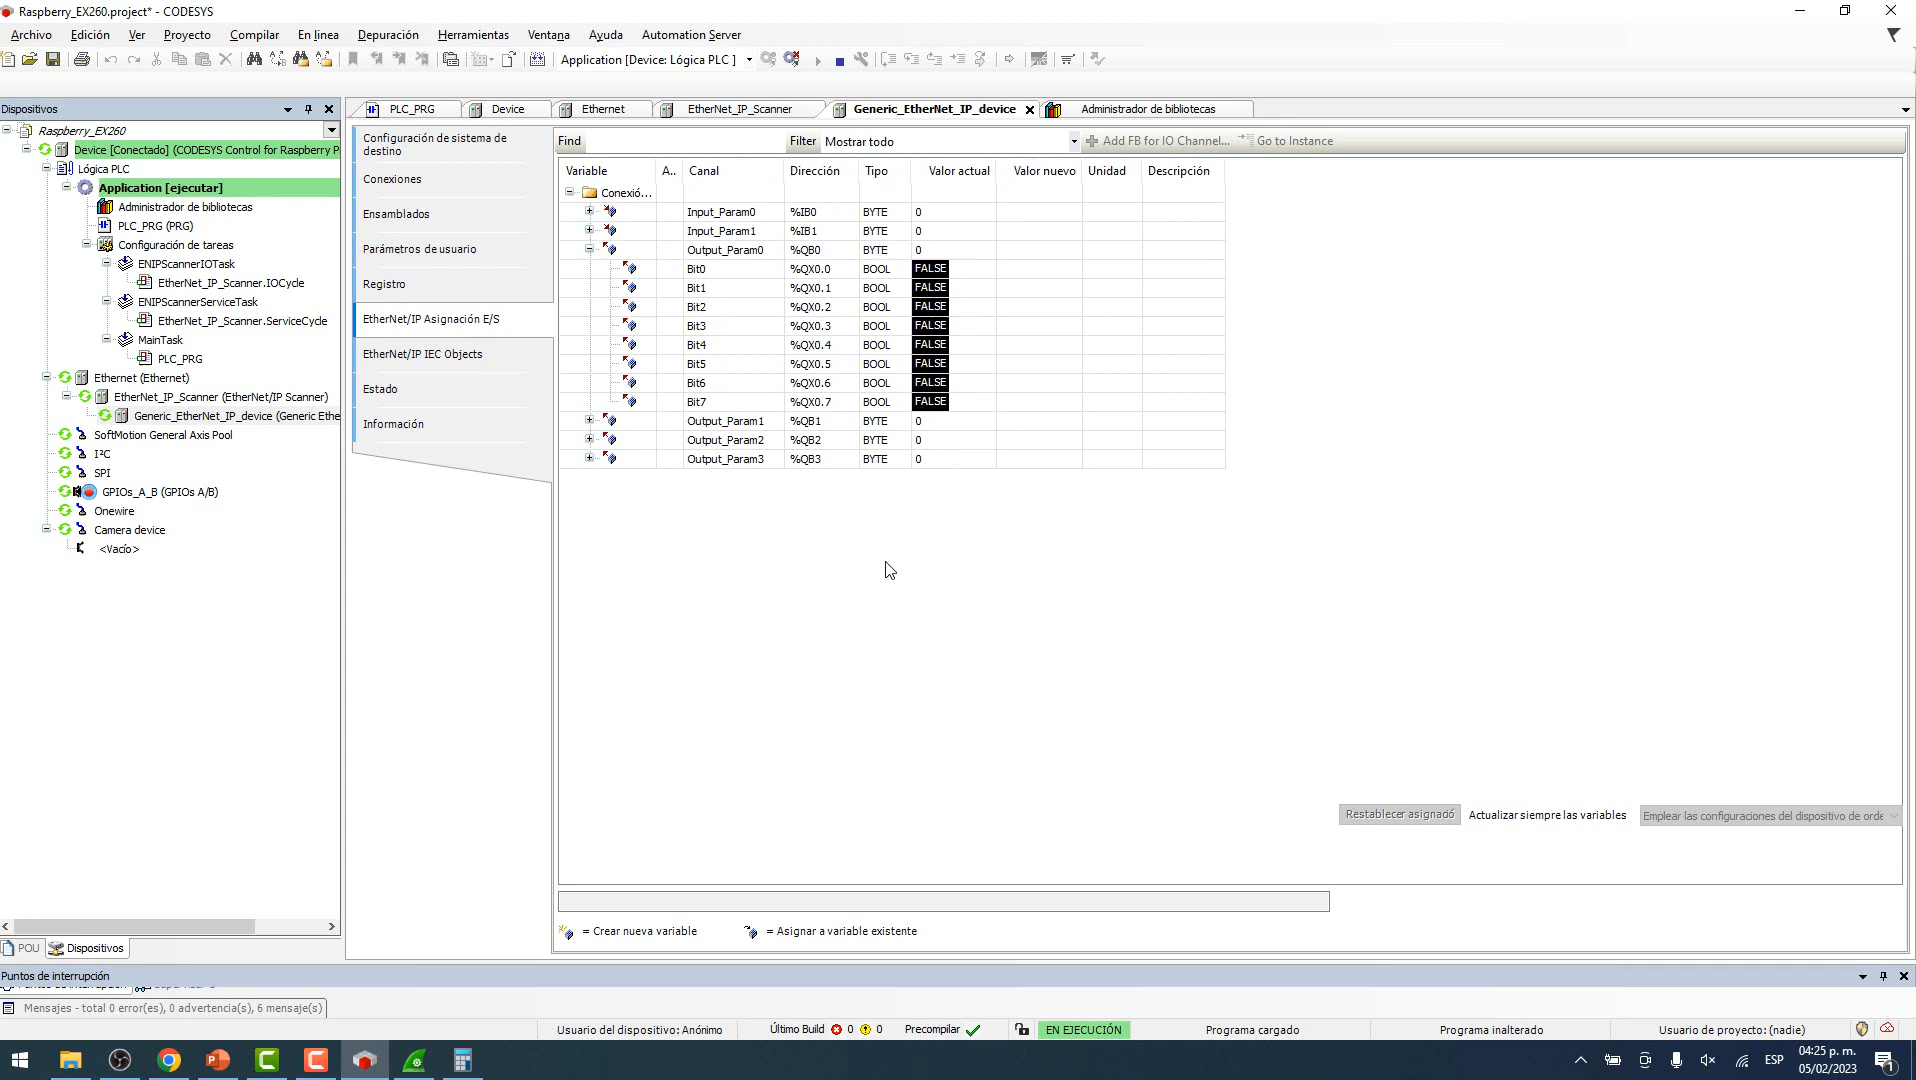 Raspberry_EX260.project* - CODESYS
Archivo Edición Ver Proyecto Compilar En línea Depuración Herramientas Ventana Ayuda Automation Server
Application [Device: Lógica PLC ]
Dispositivos
Raspberry_EX260
Device [Conectado] (CODESYS Control for Raspberry P
Lógica PLC
Application [ejecutar]
Administrador de bibliotecas
PLC_PRG (PRG)
Configuración de tareas
ENIPScannerIOTask
EtherNet_IP_Scanner.IOCycle
ENIPScannerServiceTask
EtherNet_IP_Scanner.ServiceCycle
MainTask
PLC_PRG
Ethernet (Ethernet)
EtherNet_IP_Scanner (EtherNet/IP Scanner)
Generic_EtherNet_IP_device (Generic Ethe
SoftMotion General Axis Pool
I²C
SPI
GPIOs_A_B (GPIOs A/B)
Onewire
Camera device
<Vacío>
POU Dispositivos
PLC_PRG Device Ethernet EtherNet_IP_Scanner Generic_EtherNet_IP_device Administrador de bibliotecas
Configuración de sistema de
destino
Conexiones
Ensamblados
Parámetros de usuario
Registro
EtherNet/IP Asignación E/S
EtherNet/IP IEC Objects
Estado
Información
Find Filter Mostrar todo Add FB for IO Channel... Go to Instance
Variable A.. Canal Dirección Tipo Valor actual Valor nuevo Unidad Descripción
Conexió...
Input_Param0 %IB0 BYTE 0
Input_Param1 %IB1 BYTE 0
Output_Param0 %QB0 BYTE 0
Bit0 %QX0.0 BOOL FALSE
Bit1 %QX0.1 BOOL FALSE
Bit2 %QX0.2 BOOL FALSE
Bit3 %QX0.3 BOOL FALSE
Bit4 %QX0.4 BOOL FALSE
Bit5 %QX0.5 BOOL FALSE
Bit6 %QX0.6 BOOL FALSE
Bit7 %QX0.7 BOOL FALSE
Output_Param1 %QB1 BYTE 0
Output_Param2 %QB2 BYTE 0
Output_Param3 %QB3 BYTE 0
Restablecer asignació Actualizar siempre las variables Emplear las configuraciones del dispositivo de orde
= Crear nueva variable = Asignar a variable existente
Puntos de interrupción
Mensajes - total 0 error(es), 0 advertencia(s), 6 mensaje(s)
Usuario del dispositivo: Anónimo Último Build 0 0 Precompilar EN EJECUCIÓN Programa cargado Programa inalterado Usuario de proyecto: (nadie)
ESP 04:25 p. m.
05/02/2023 1